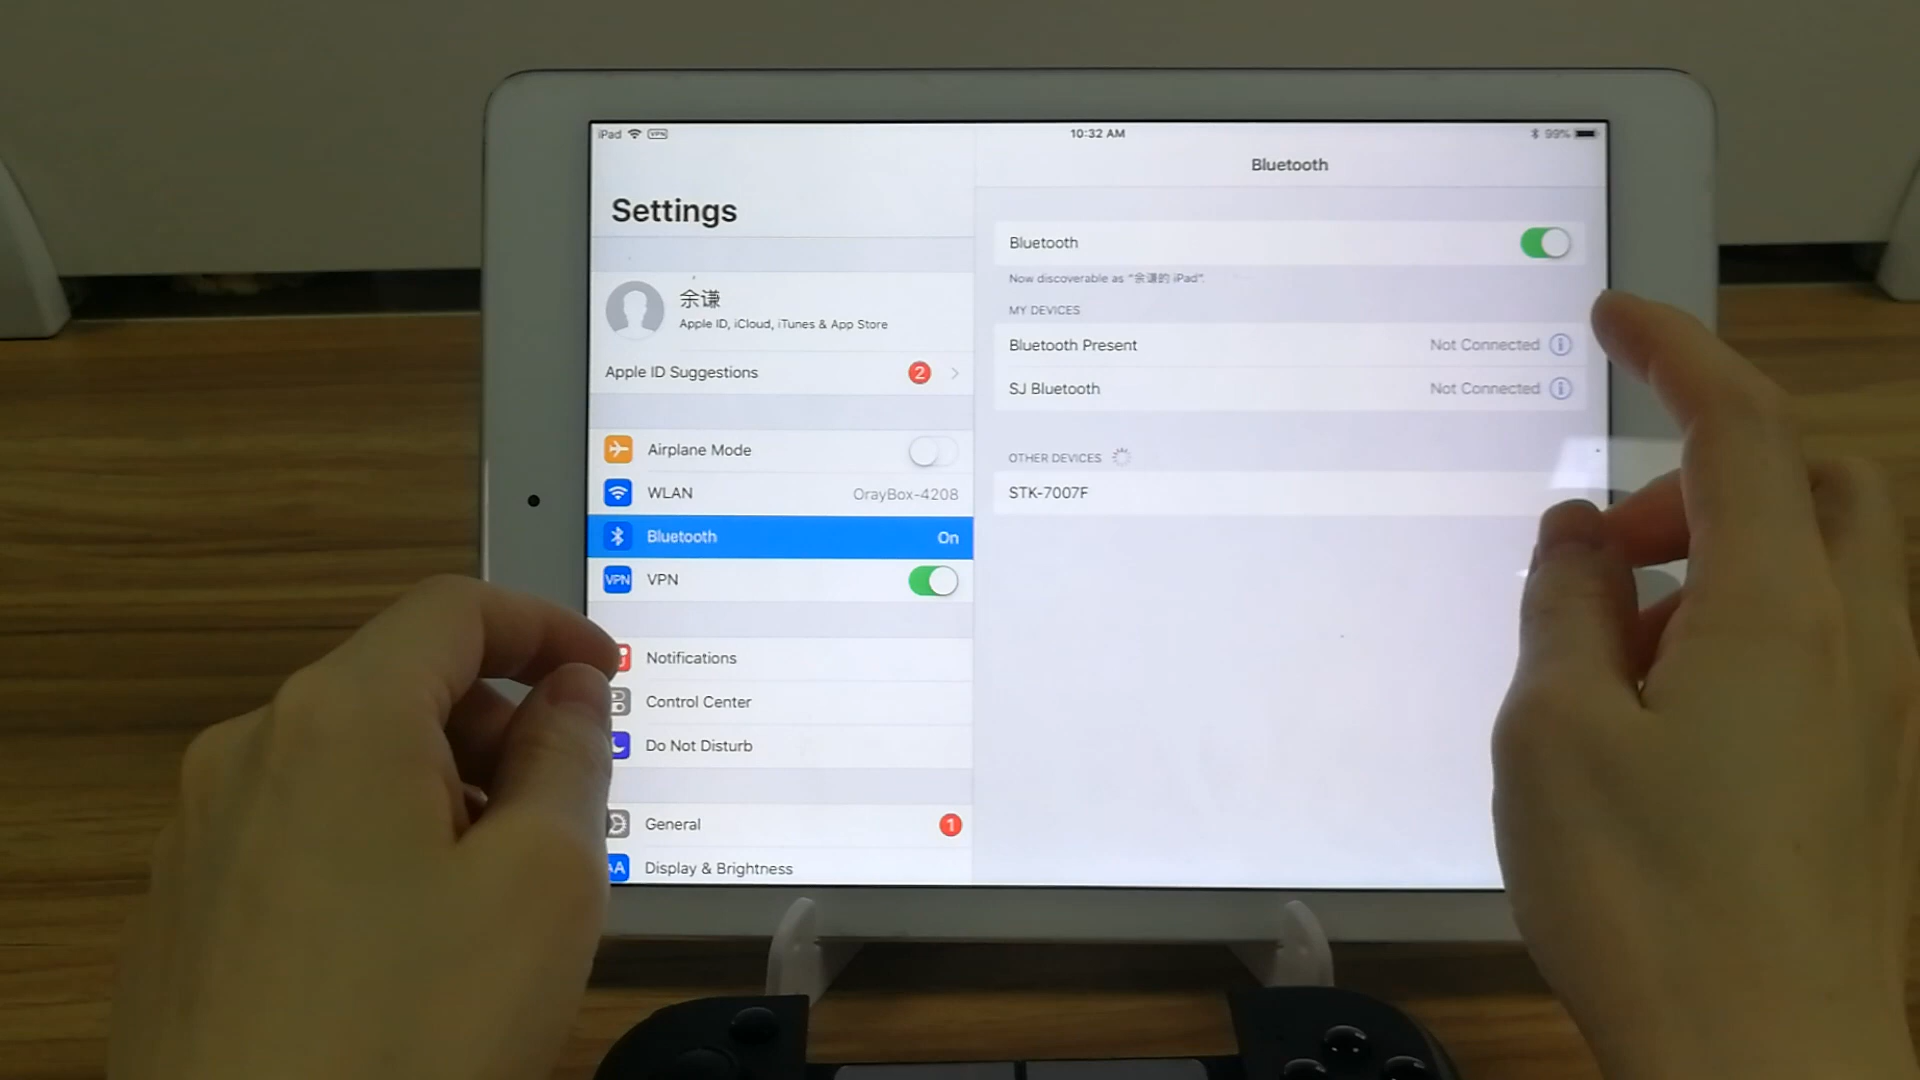 iPad VPN
10:32 AM
99%
Settings
余谦
Apple ID, iCloud, iTunes & App Store
Apple ID Suggestions 2
Airplane Mode
WLAN OrayBox-4208
Bluetooth On
VPN VPN
Notifications
Control Center
Do Not Disturb
General 1
AA Display & Brightness
Bluetooth
Bluetooth
Now discoverable as “余谦的 iPad”.
MY DEVICES
Bluetooth Present Not Connected
SJ Bluetooth Not Connected
OTHER DEVICES
STK-7007F